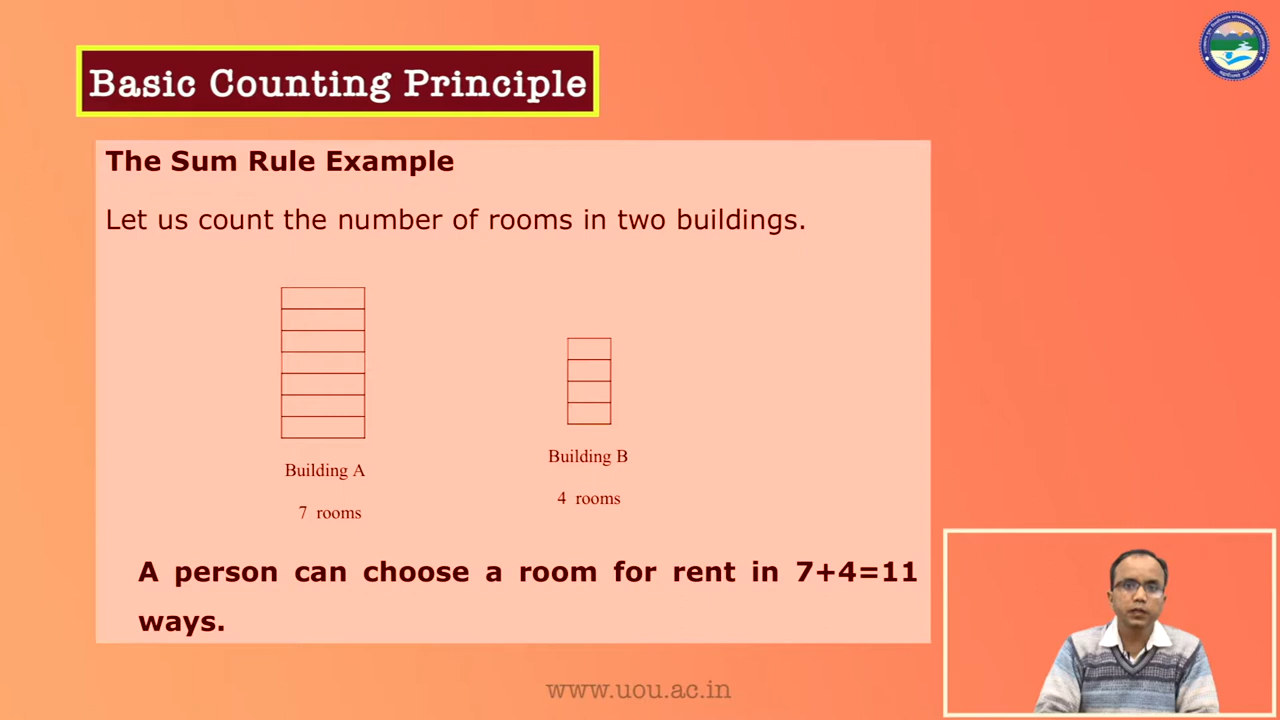 Basic Counting Principle
The Sum Rule Example
Let us count the number of rooms in two buildings.
Building A
7 rooms
Building B
4 rooms
A person can choose a room for rent in 7+4=11
ways.
www.uou.ac.in